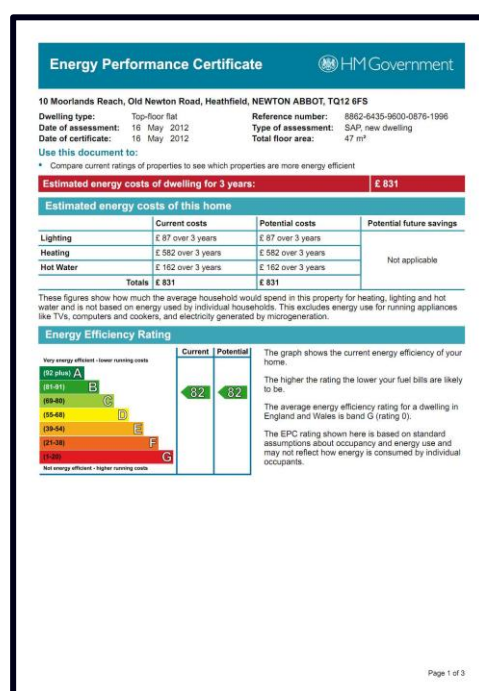 Energy Performance Certificate
HM Government
10 Moorlands Reach, Old Newton Road, Heathfield, NEWTON ABBOT, TQ12 6FS
Dwelling type: Top-floor flat
Date of assessment: 16 May 2012
Date of certificate: 16 May 2012
Reference number: 8862-6435-9600-0876-1996
Type of assessment: SAP, new dwelling
Total floor area: 47 m²
Use this document to:
• Compare current ratings of properties to see which properties are more energy efficient
Estimated energy costs of dwelling for 3 years: £ 831
Estimated energy costs of this home
Current costs Potential costs Potential future savings
Lighting £ 87 over 3 years £ 87 over 3 years
Heating £ 582 over 3 years £ 582 over 3 years
Not applicable
Hot Water £ 162 over 3 years £ 162 over 3 years
Totals £ 831 £ 831
These figures show how much the average household would spend in this property for heating, lighting and hot
water and is not based on energy used by individual households. This excludes energy use for running appliances
like TVs, computers and cookers, and electricity generated by microgeneration.
Energy Efficiency Rating
Current Potential
Very energy efficient - lower running costs
(92 plus) A
(81-91) B
82 82
(69-80) C
(55-68) D
(39-54) E
(21-38) F
(1-20) G
Not energy efficient - higher running costs
The graph shows the current energy efficiency of your
home.
The higher the rating the lower your fuel bills are likely
to be.
The average energy efficiency rating for a dwelling in
England and Wales is band G (rating 0).
The EPC rating shown here is based on standard
assumptions about occupancy and energy use and
may not reflect how energy is consumed by individual
occupants.
Page 1 of 3